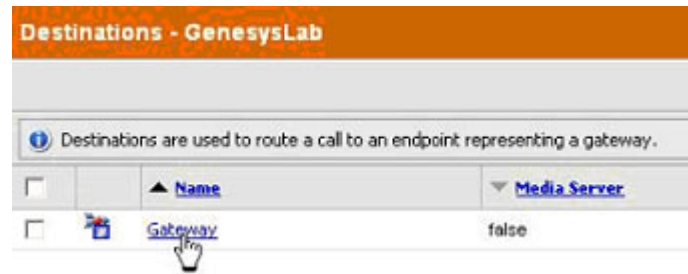 Destinations - GenesysLab
Destinations are used to route a call to an endpoint representing a gateway.
Name Media Server
Gateway false